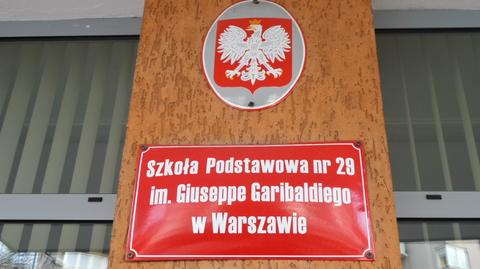 Szkoła Podstawowa nr 29
im. Giuseppe Garibaldiego
w Warszawie